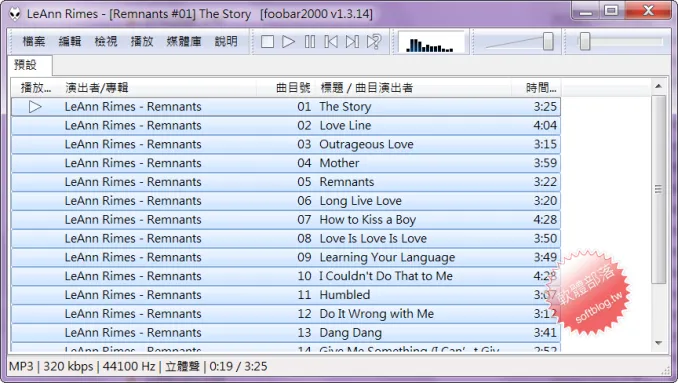 LeAnn Rimes - [Remnants #01] The Story [foobar2000 v1.3.14]
檔案 編輯 檢視 播放 媒體庫 說明
預設
播放... 演出者/專輯 曲目號 標題 / 曲目演出者 時間...
LeAnn Rimes - Remnants 01 The Story 3:25
LeAnn Rimes - Remnants 02 Love Line 4:04
LeAnn Rimes - Remnants 03 Outrageous Love 3:15
LeAnn Rimes - Remnants 04 Mother 3:59
LeAnn Rimes - Remnants 05 Remnants 3:22
LeAnn Rimes - Remnants 06 Long Live Love 3:20
LeAnn Rimes - Remnants 07 How to Kiss a Boy 4:28
LeAnn Rimes - Remnants 08 Love Is Love Is Love 3:50
LeAnn Rimes - Remnants 09 Learning Your Language 3:49
LeAnn Rimes - Remnants 10 I Couldn't Do That to Me 4:28
LeAnn Rimes - Remnants 11 Humbled 3:07
LeAnn Rimes - Remnants 12 Do It Wrong with Me 3:12
LeAnn Rimes - Remnants 13 Dang Dang 3:41
LeAnn Rimes - Remnants 14 Give Me Something (I Can't Giv... 2:52
軟體部落
softblog.tw
MP3 | 320 kbps | 44100 Hz | 立體聲 | 0:19 / 3:25